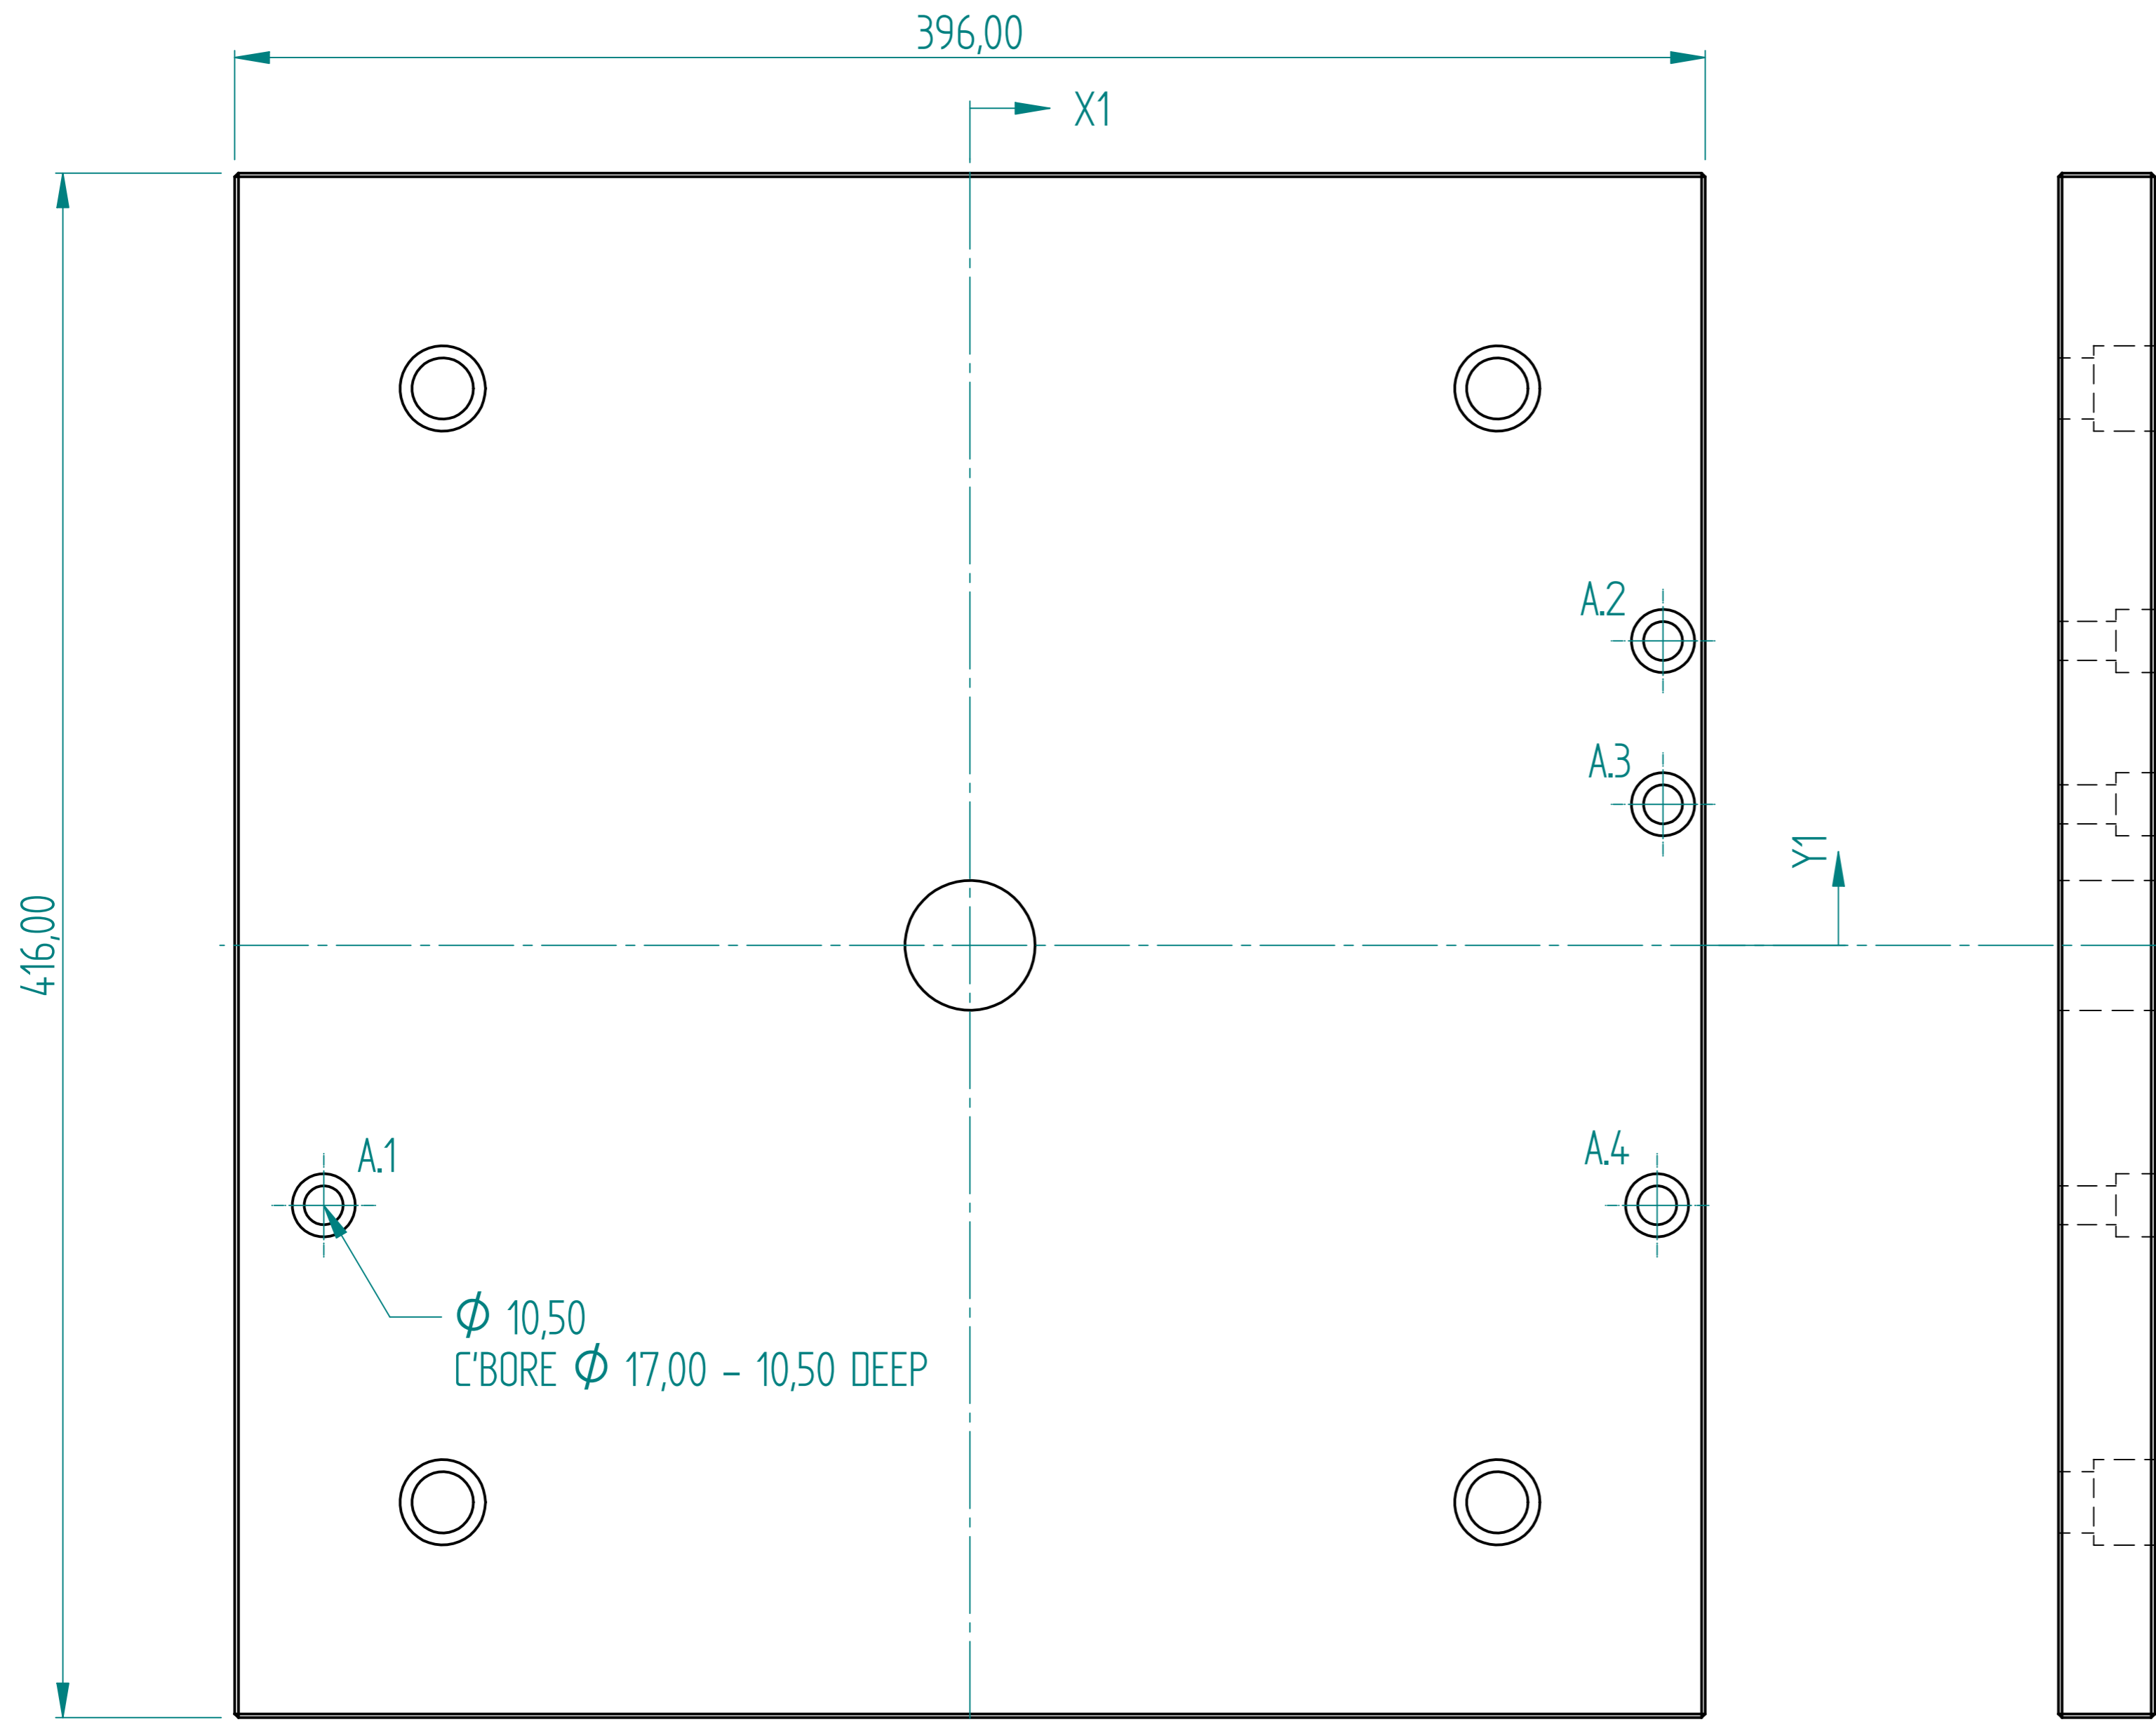 396,00
X1
A.2
A.3
Y1
416,00
A.1
A.4
ϕ 10,50
C'BORE ϕ 17,00 - 10,50 DEEP